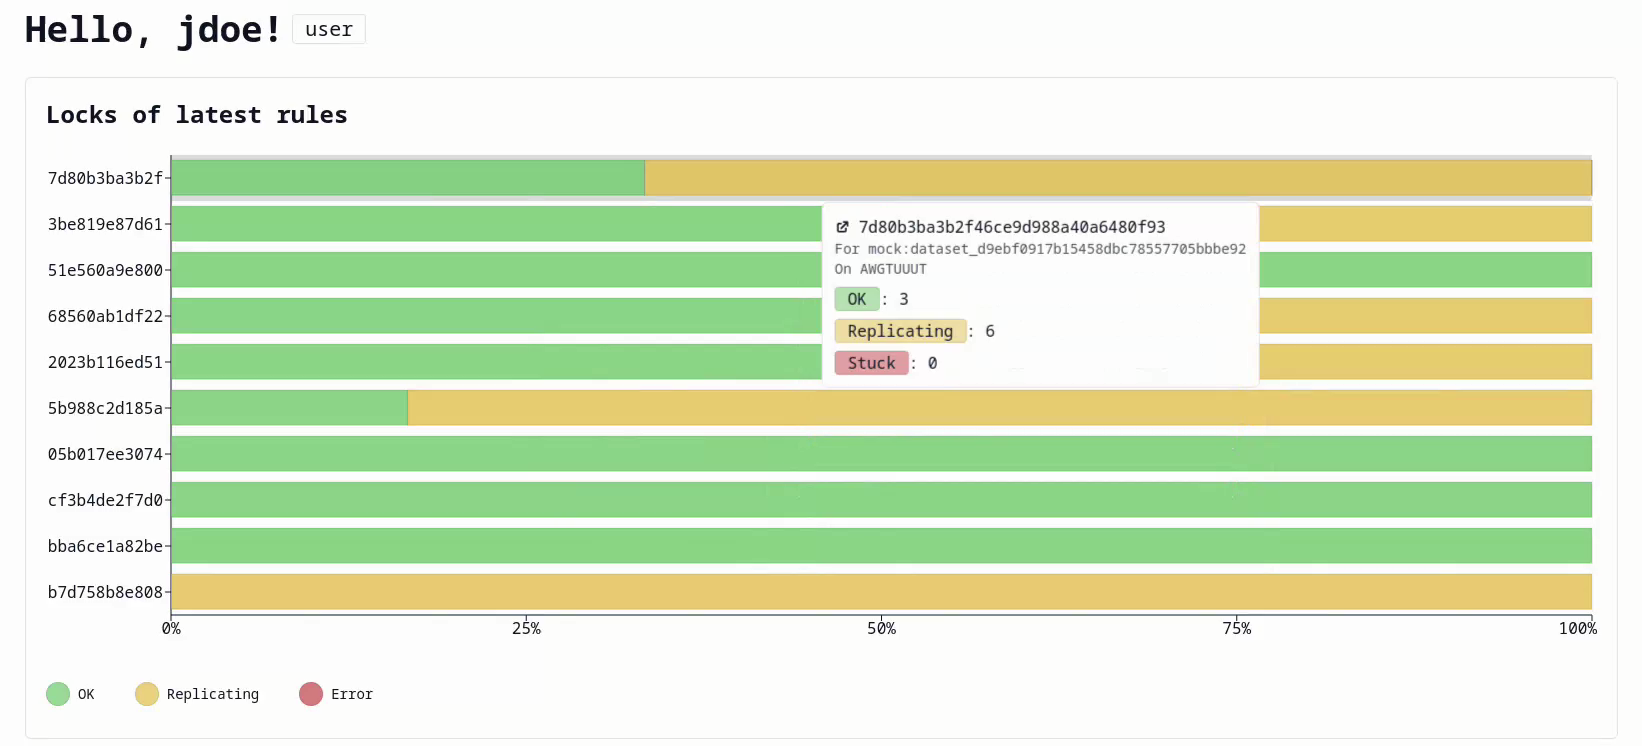 Hello, jdoe! user
Locks of latest rules
7d80b3ba3b2f
3be819e87d61
51e560a9e800
68560ab1df22
2023b116ed51
5b988c2d185a
05b017ee3074
cf3b4de2f7d0
bba6ce1a82be
b7d758b8e808
7d80b3ba3b2f46ce9d988a40a6480f93
For mock:dataset_d9ebf0917b15458dbc78557705bbbe92
On AWGTUUUT
OK : 3
Replicating : 6
Stuck : 0
0% 25% 50% 75% 100%
OK Replicating Error